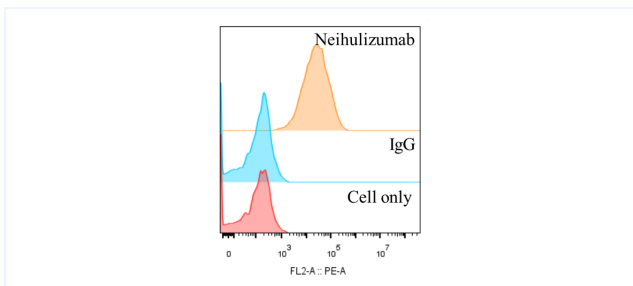 Neihulizumab
IgG
Cell only
0 10³ 10⁵ 10⁷
FL2-A :: PE-A